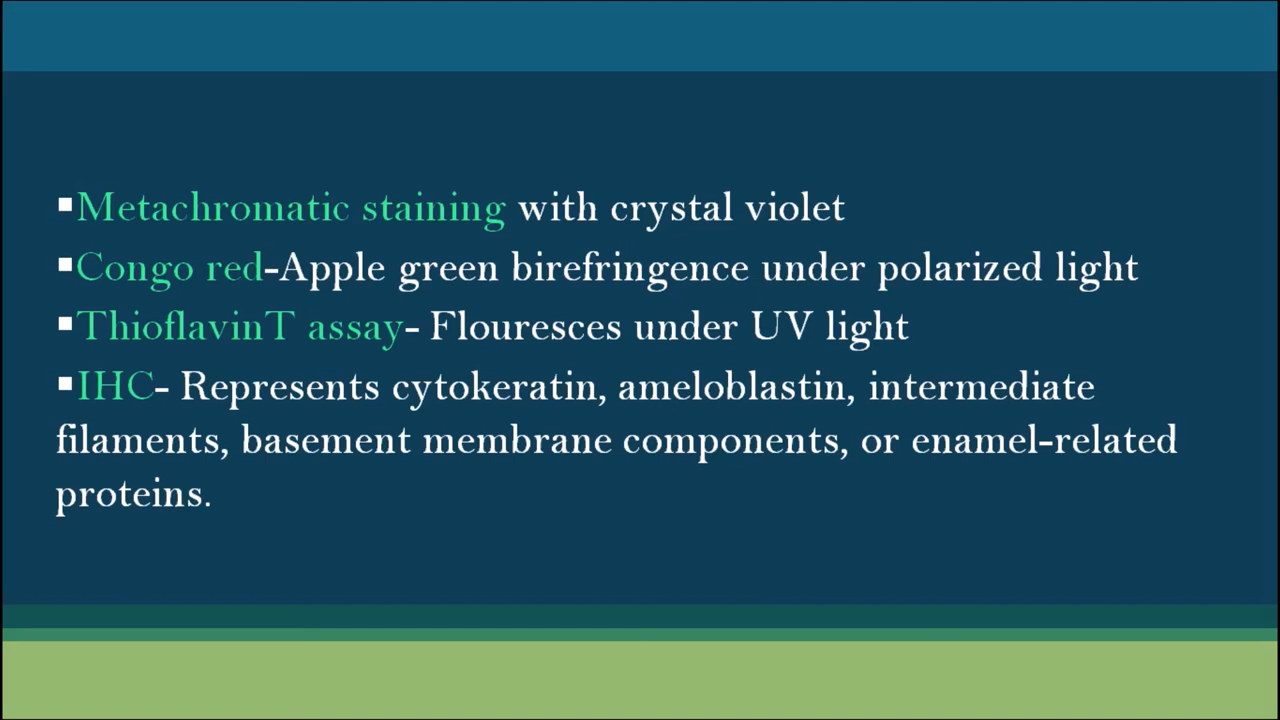 ▪Metachromatic staining with crystal violet
▪Congo red-Apple green birefringence under polarized light
▪ThioflavinT assay- Flouresces under UV light
▪IHC- Represents cytokeratin, ameloblastin, intermediate
filaments, basement membrane components, or enamel-related
proteins.